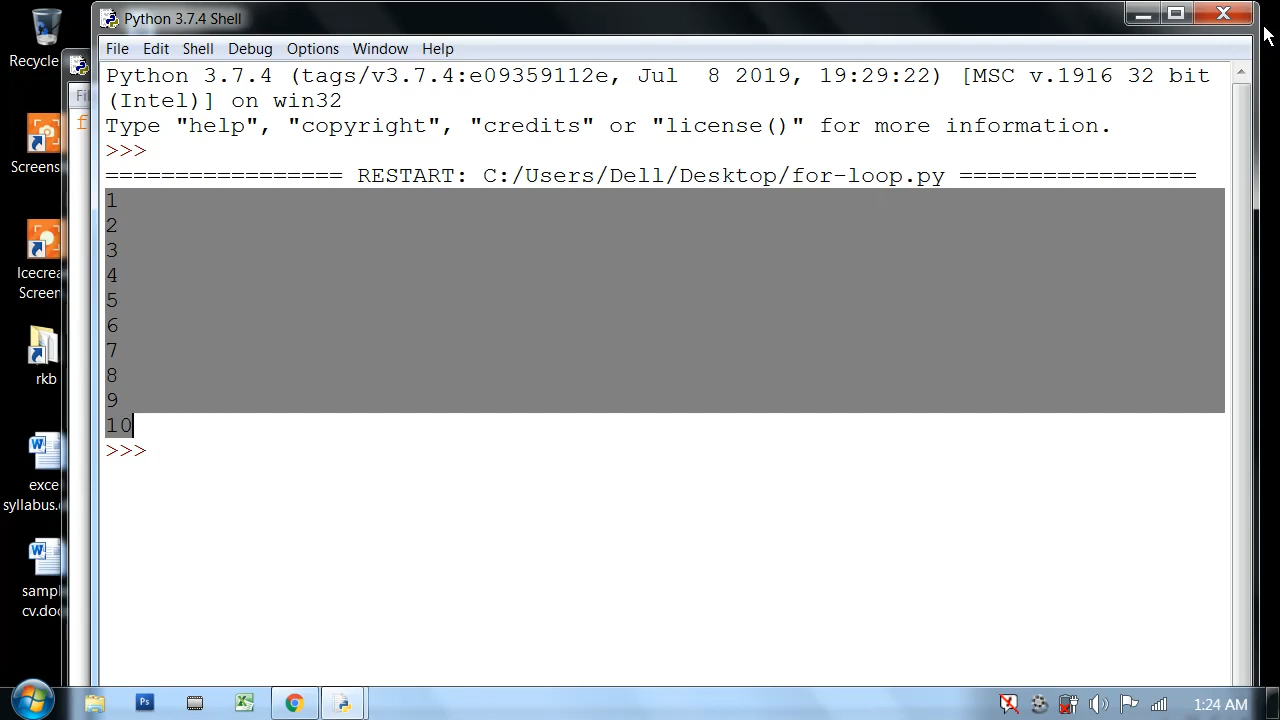 Python 3.7.4 Shell
File Edit Shell Debug Options Window Help
Python 3.7.4 (tags/v3.7.4:e09359112e, Jul  8 2019, 19:29:22) [MSC v.1916 32 bit
(Intel)] on win32
Type "help", "copyright", "credits" or "license()" for more information.
>>>
================= RESTART: C:/Users/Dell/Desktop/for-loop.py =================
1
2
3
4
5
6
7
8
9
10
>>>
Recycle
Fi
f
Screens
Icecrea
Screen
rkb
exce
syllabus.
sampl
cv.doc
Ps
1:24 AM